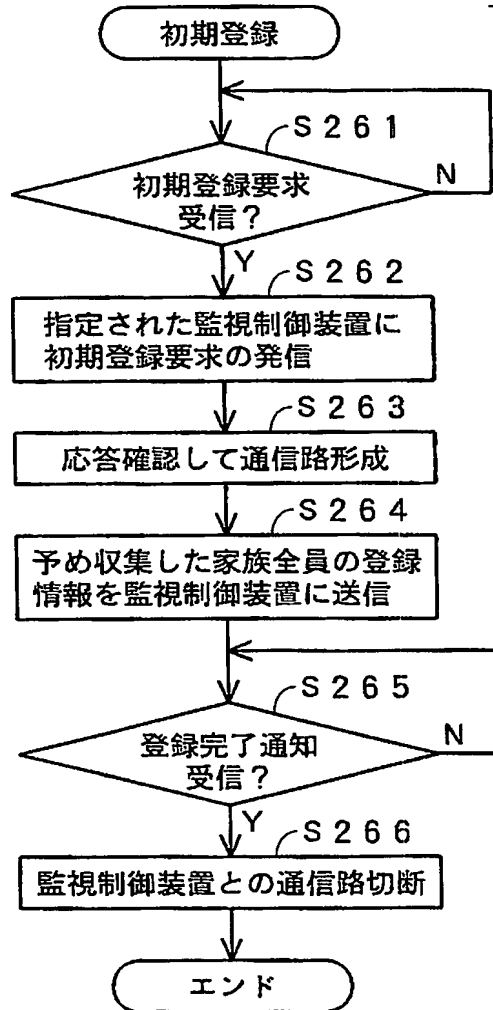 初期登録
S261
初期登録要求
受信？
N
Y
S262
指定された監視制御装置に
初期登録要求の発信
S263
応答確認して通信路形成
S264
予め収集した家族全員の登録
情報を監視制御装置に送信
S265
登録完了通知
受信？
N
Y
S266
監視制御装置との通信路切断
エンド